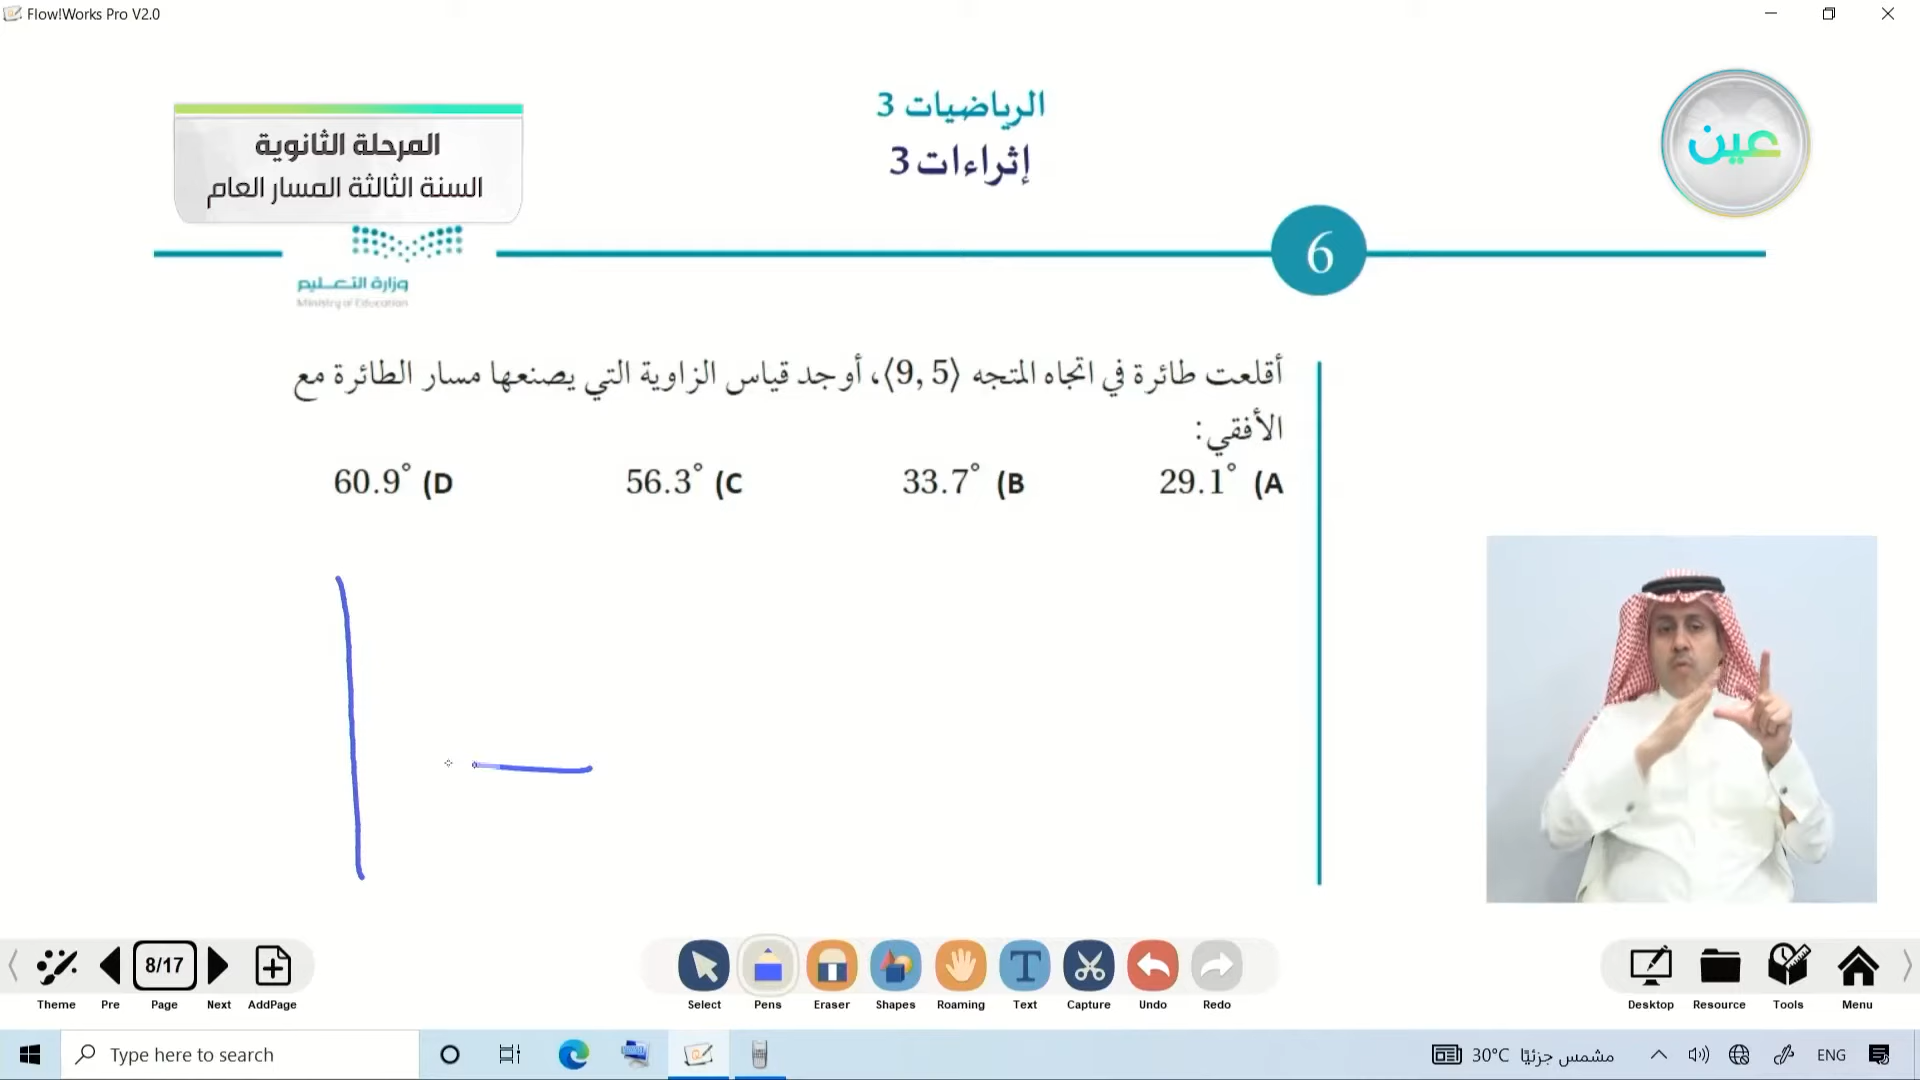 Flow!Works Pro V2.0
الرياضيات 3
إثراءات 3
المرحلة الثانوية
السنة الثالثة المسار العام
عين
وزارة التعليم
Ministry of Education
6
أقلعت طائرة في اتجاه المتجه ⟨9, 5⟩، أوجد قياس الزاوية التي يصنعها مسار الطائرة مع
الأفقي:
29.1° (A
33.7° (B
56.3° (C
60.9° (D
8/17
Theme
Pre
Page
Next
AddPage
Select
Pens
Eraser
Shapes
Roaming
Text
Capture
Undo
Redo
Desktop
Resource
Tools
Menu
Type here to search
30°C مشمس جزئيًا
ENG